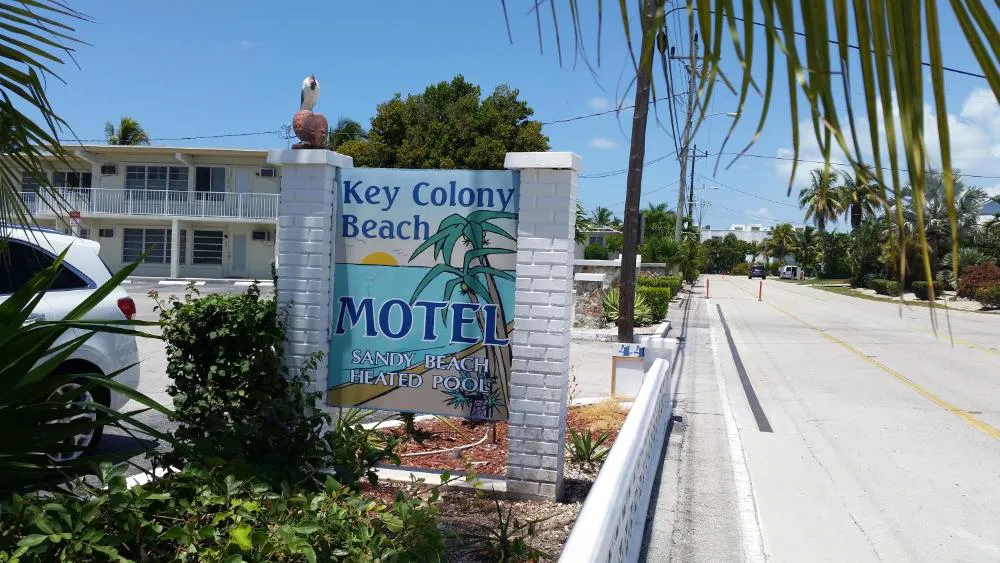 Key Colony
Beach
MOTEL
SANDY BEACH
HEATED POOL